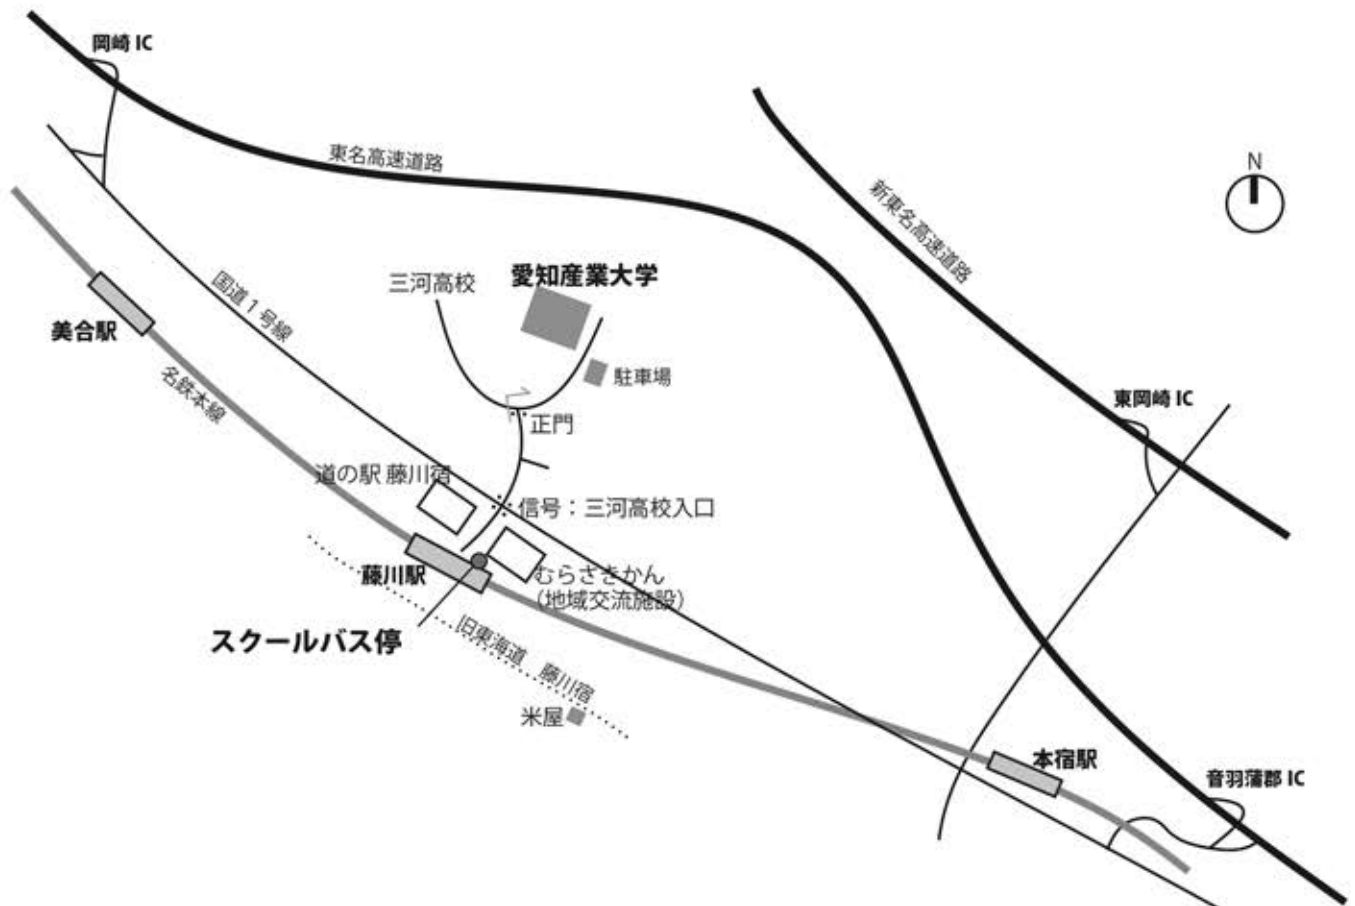 岡崎 IC
東名高速道路
N
新東名高速道路
三河高校
愛知産業大学
国道1号線
美合駅
駐車場
名鉄本線
東岡崎 IC
正門
道の駅 藤川宿
信号：三河高校入口
藤川駅
むらさきかん
（地域交流施設）
スクールバス停
旧東海道 藤川宿
米屋
本宿駅
音羽蒲郡 IC